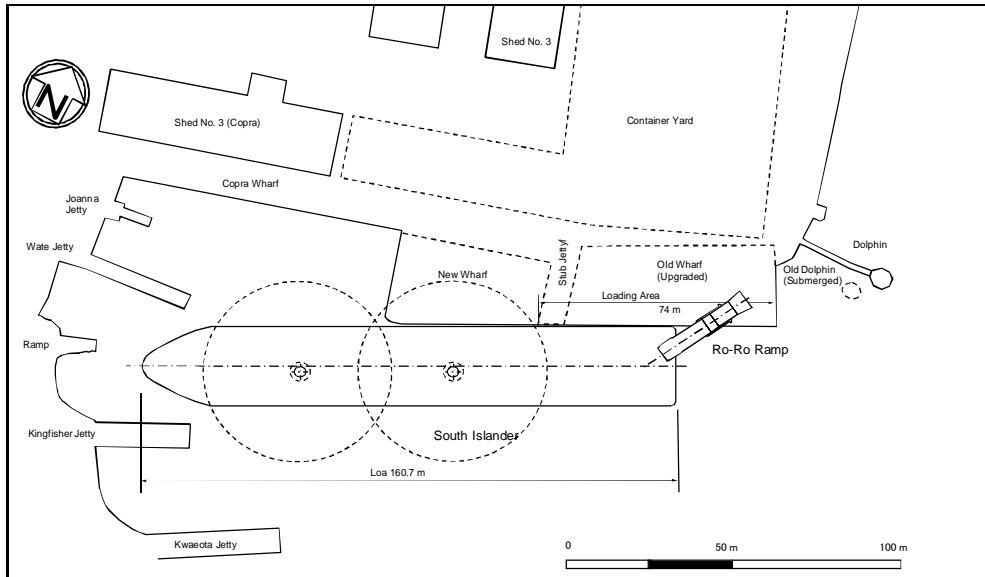 Shed No. 3
N
Shed No. 3 (Copra)
Container Yard
Copra Wharf
Joanna
Jetty
Wate Jetty
Stub Jetty
Dolphin
New Wharf
Old Wharf
(Upgraded)
Old Dolphin
(Submerged)
Loading Area
74 m
Ramp
Ro-Ro Ramp
Kingfisher Jetty
South Islander
Loa 160.7 m
Kwaeota Jetty
0
50 m
100 m